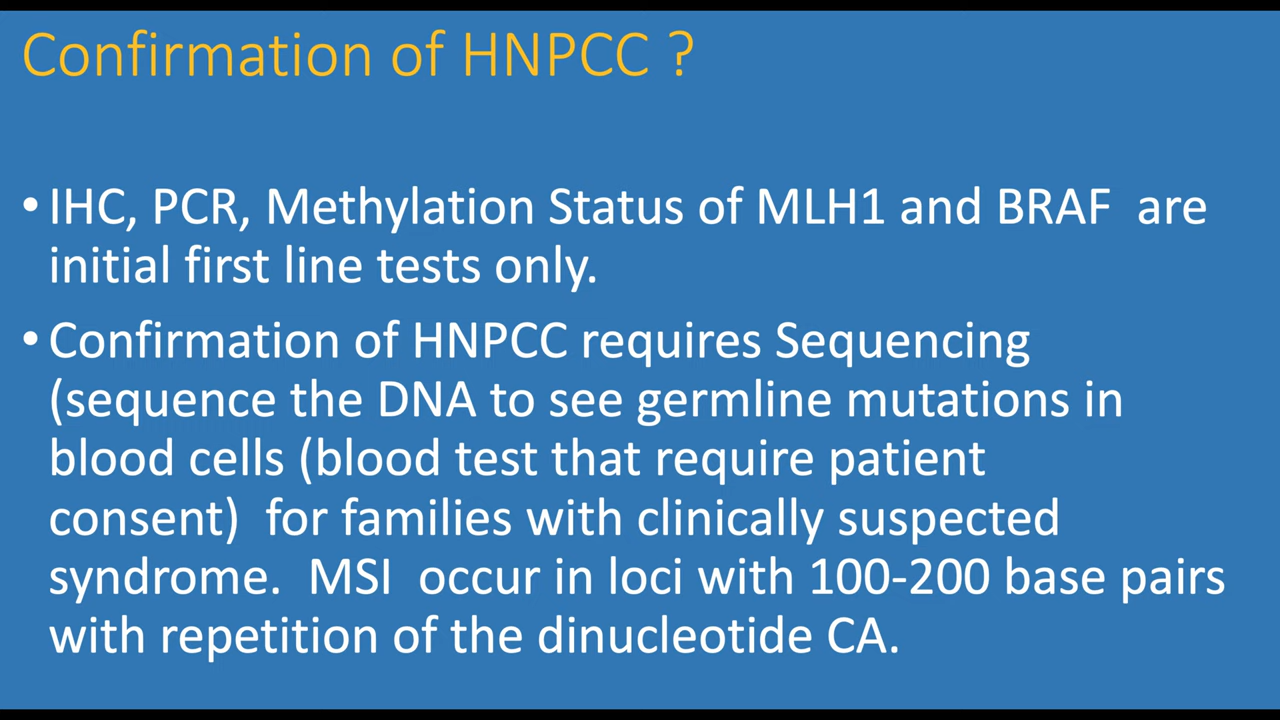 Confirmation of HNPCC ?
• IHC, PCR, Methylation Status of MLH1 and BRAF are
initial first line tests only.
• Confirmation of HNPCC requires Sequencing
(sequence the DNA to see germline mutations in
blood cells (blood test that require patient
consent) for families with clinically suspected
syndrome. MSI occur in loci with 100-200 base pairs
with repetition of the dinucleotide CA.